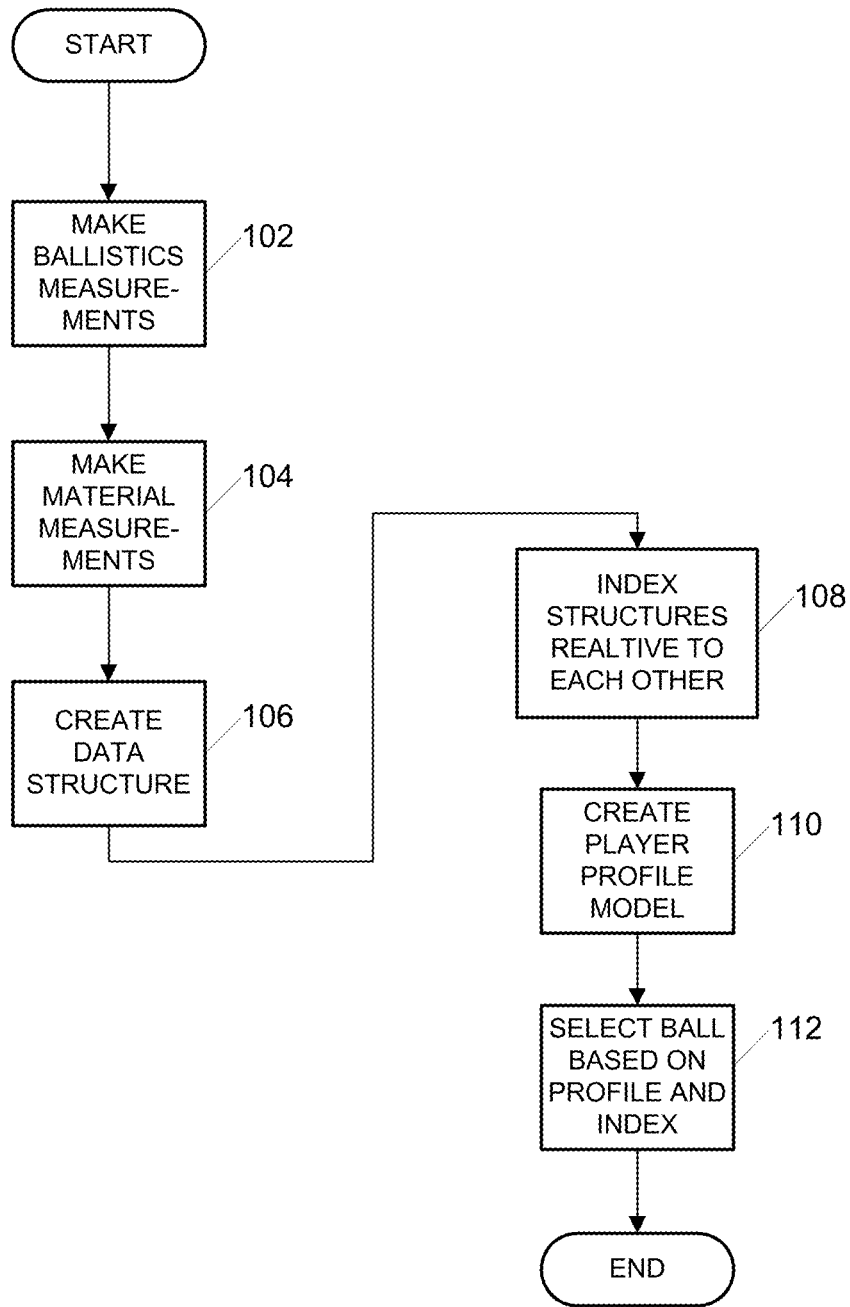 START
MAKE
BALLISTICS
MEASURE-
MENTS
102
MAKE
MATERIAL
MEASURE-
MENTS
104
CREATE
DATA
STRUCTURE
106
INDEX
STRUCTURES
REALTIVE TO
EACH OTHER
108
CREATE
PLAYER
PROFILE
MODEL
110
SELECT BALL
BASED ON
PROFILE AND
INDEX
112
END